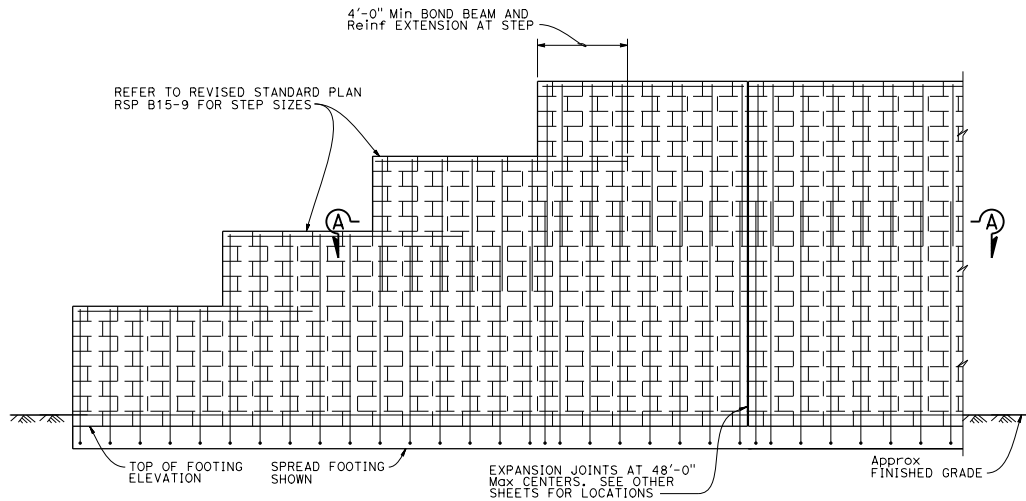 4'-0" Min BOND BEAM AND
Reinf EXTENSION AT STEP
REFER TO REVISED STANDARD PLAN
RSP B15-9 FOR STEP SIZES
A
A
TOP OF FOOTING
ELEVATION
SPREAD FOOTING
SHOWN
EXPANSION JOINTS AT 48'-0"
Max CENTERS. SEE OTHER
SHEETS FOR LOCATIONS
Approx
FINISHED GRADE